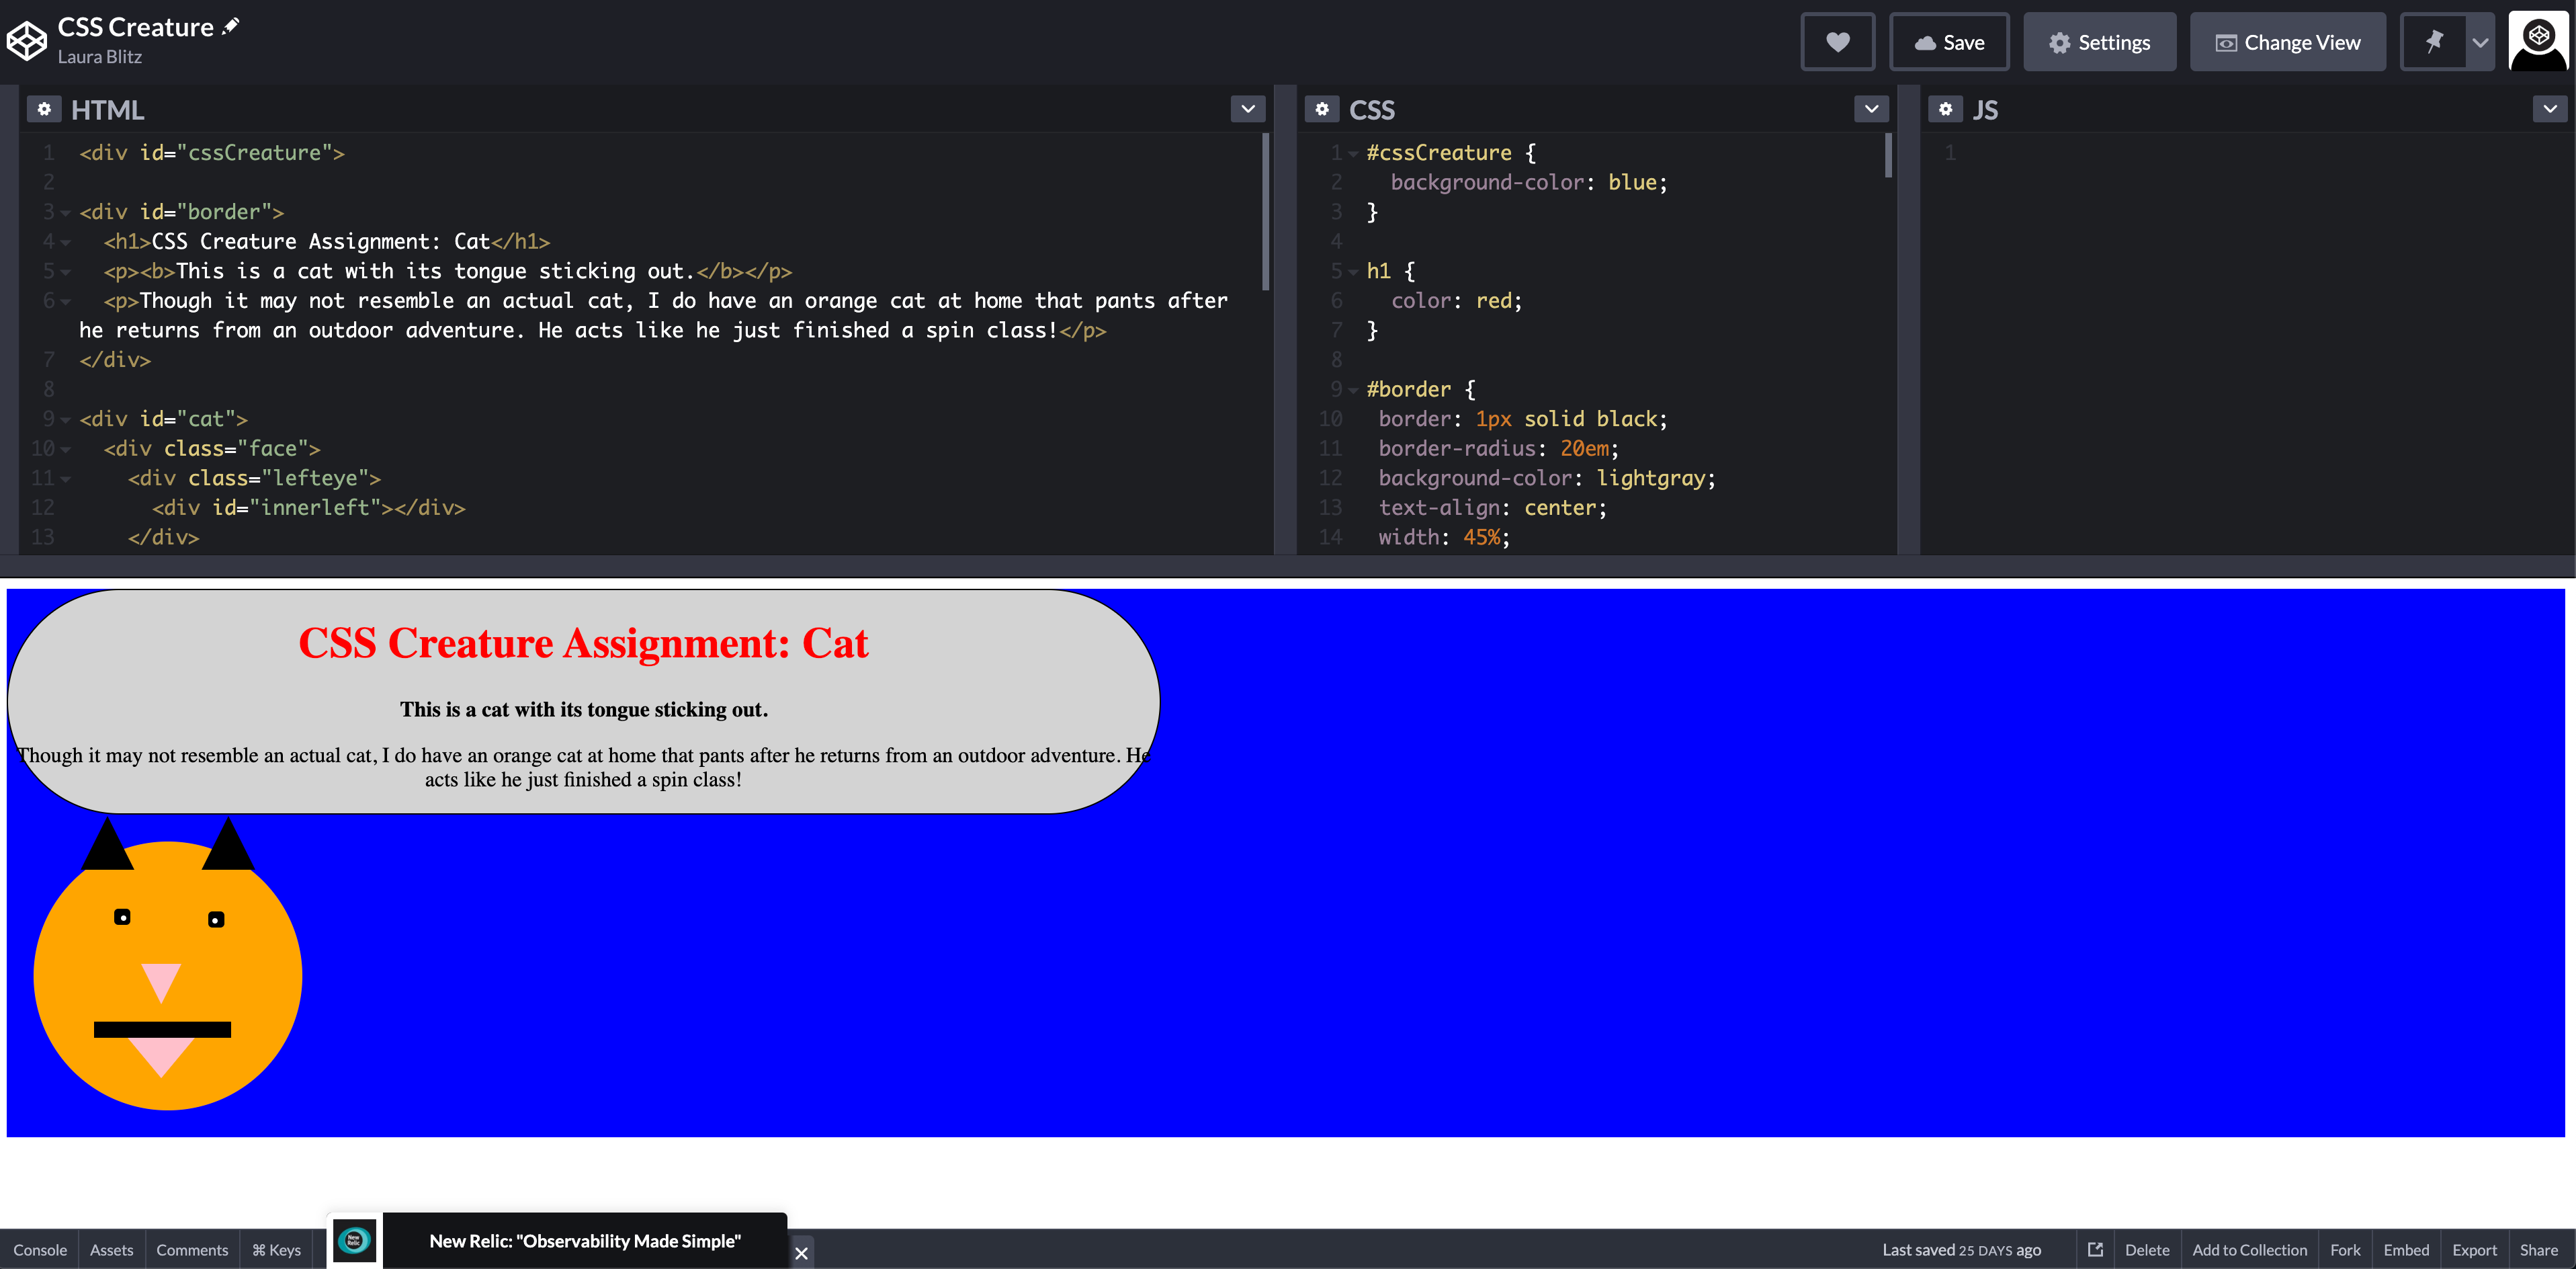 CSS Creature
Laura Blitz
Save
Settings
Change View
HTML
1 <div id="cssCreature">
2
3 <div id="border">
4 <h1>CSS Creature Assignment: Cat</h1>
5 <p><b>This is a cat with its tongue sticking out.</b></p>
6 <p>Though it may not resemble an actual cat, I do have an orange cat at home that pants after
he returns from an outdoor adventure. He acts like he just finished a spin class!</p>
7 </div>
8
9 <div id="cat">
10 <div class="face">
11 <div class="lefteye">
12 <div id="innerleft"></div>
13 </div>
CSS
1 #cssCreature {
2 background-color: blue;
3 }
4
5 h1 {
6 color: red;
7 }
8
9 #border {
10 border: 1px solid black;
11 border-radius: 20em;
12 background-color: lightgray;
13 text-align: center;
14 width: 45%;
JS
1
CSS Creature Assignment: Cat
This is a cat with its tongue sticking out.
Though it may not resemble an actual cat, I do have an orange cat at home that pants after he returns from an outdoor adventure. He
acts like he just finished a spin class!
Console
Assets
Comments
⌘ Keys
New Relic
New Relic: "Observability Made Simple"
Last saved 25 DAYS ago
Delete
Add to Collection
Fork
Embed
Export
Share